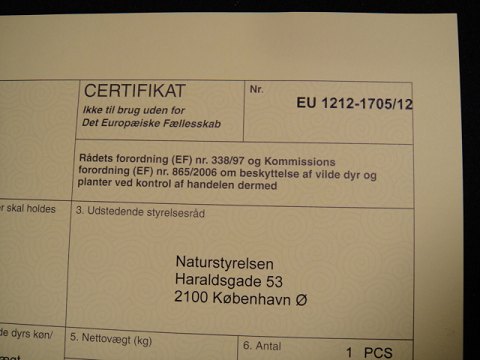 CERTIFIKAT
Ikke til brug uden for
Det Europæiske Fællesskab
Nr.
EU 1212-1705/12
Rådets forordning (EF) nr. 338/97 og Kommissions
forordning (EF) nr. 865/2006 om beskyttelse af vilde dyr og
planter ved kontrol af handelen dermed
er skal holdes
3. Udstedende styrelsesråd
Naturstyrelsen
Haraldsgade 53
2100 København Ø
de dyrs køn/
5. Nettovægt (kg)
6. Antal
1 PCS